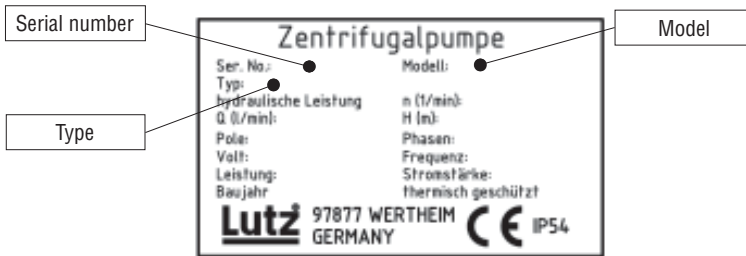 Serial number
Model
Type
Zentrifugalpumpe
Ser. No.: Modell:
Typ:
hydraulische Leistung n (1/min):
Q (l/min): H (m):
Pole: Phasen:
Volt: Frequenz:
Leistung: Stromstärke:
Baujahr thermisch geschützt
Lutz® 97877 WERTHEIM CE IP54
GERMANY